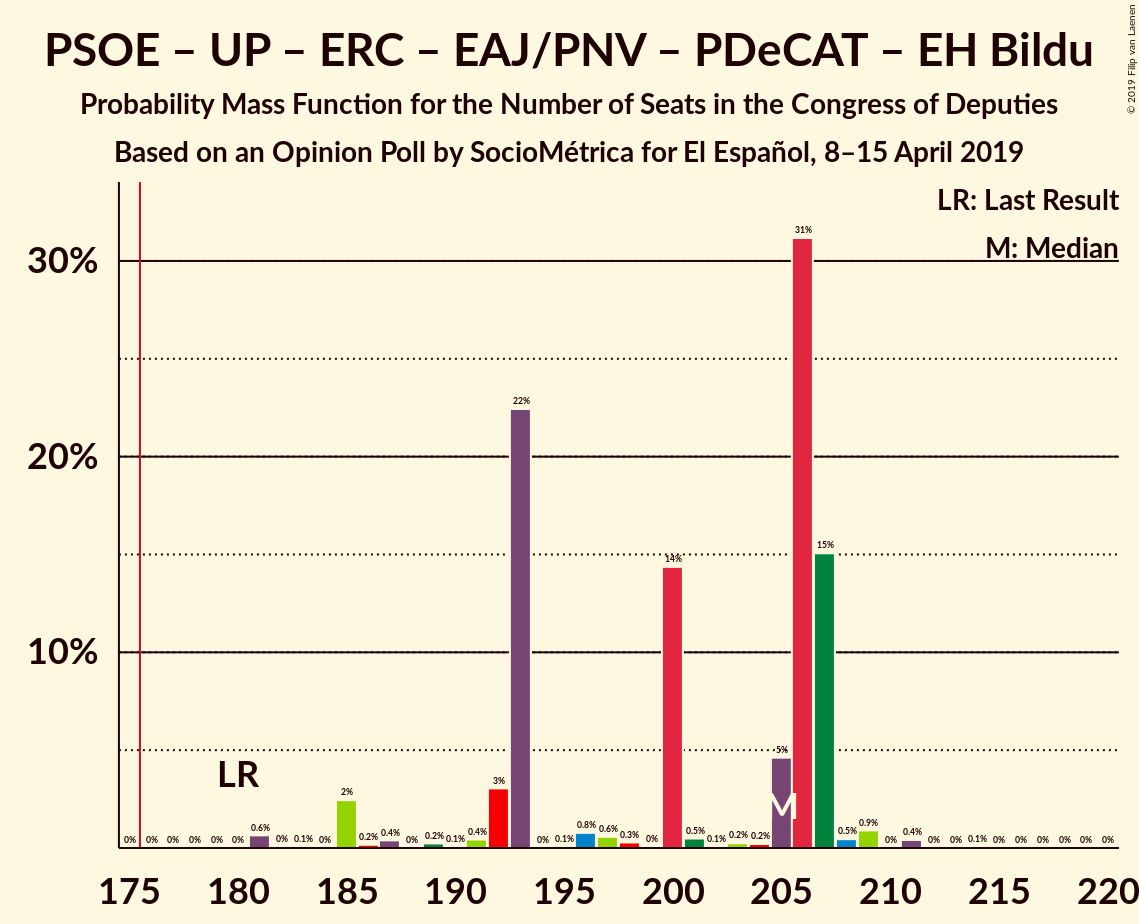 PSOE – UP – ERC – EAJ/PNV – PDeCAT – EH Bildu
Probability Mass Function for the Number of Seats in the Congress of Deputies
Based on an Opinion Poll by SocioMétrica for El Español, 8–15 April 2019
© 2019 Filip van Laenen
LR: Last Result
M: Median
30%
20%
10%
LR
M
0% 0% 0% 0% 0% 0% 0.6% 0% 0.1% 0% 2% 0.2% 0.4% 0% 0.2% 0.1% 0.4% 3% 22% 0% 0.1% 0.8% 0.6% 0.3% 0% 14% 0.5% 0.1% 0.2% 0.2% 5% 31% 15% 0.5% 0.9% 0% 0.4% 0% 0% 0.1% 0% 0% 0% 0% 0% 0%
175 180 185 190 195 200 205 210 215 220